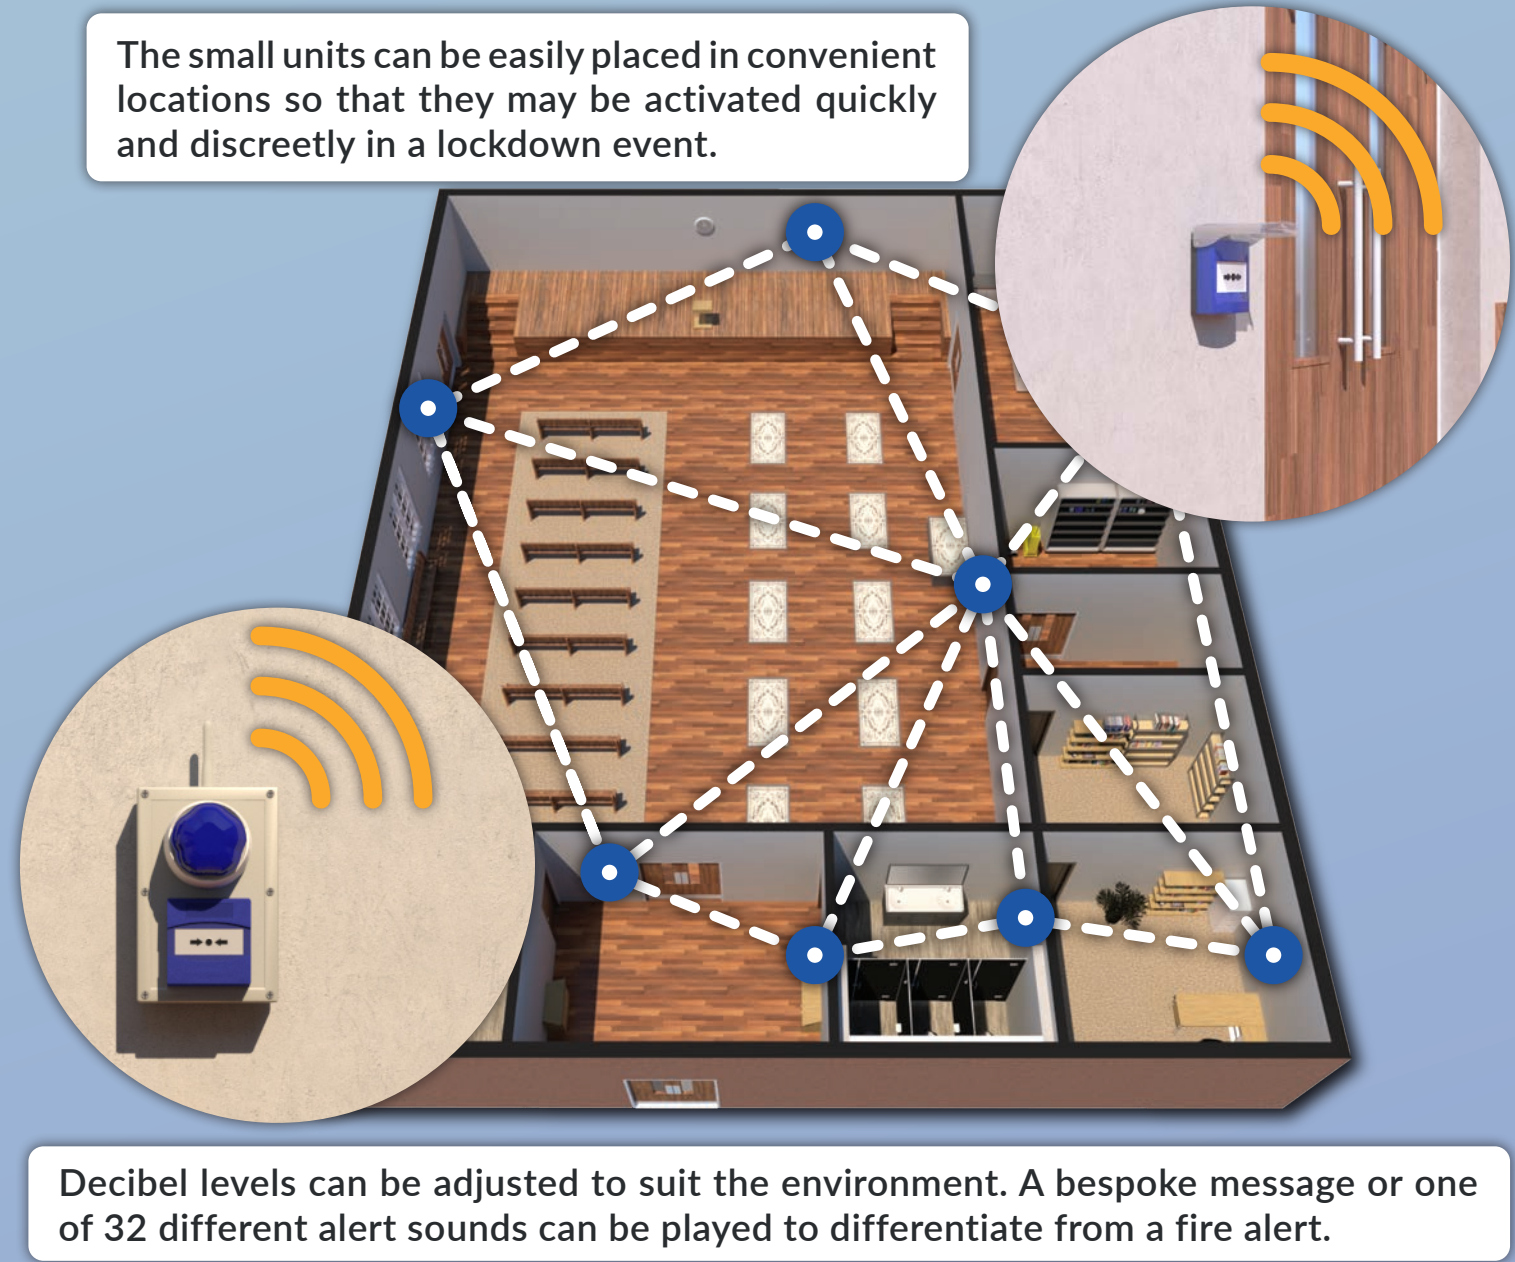 The small units can be easily placed in convenient
locations so that they may be activated quickly
and discreetly in a lockdown event.
Decibel levels can be adjusted to suit the environment. A bespoke message or one
of 32 different alert sounds can be played to differentiate from a fire alert.